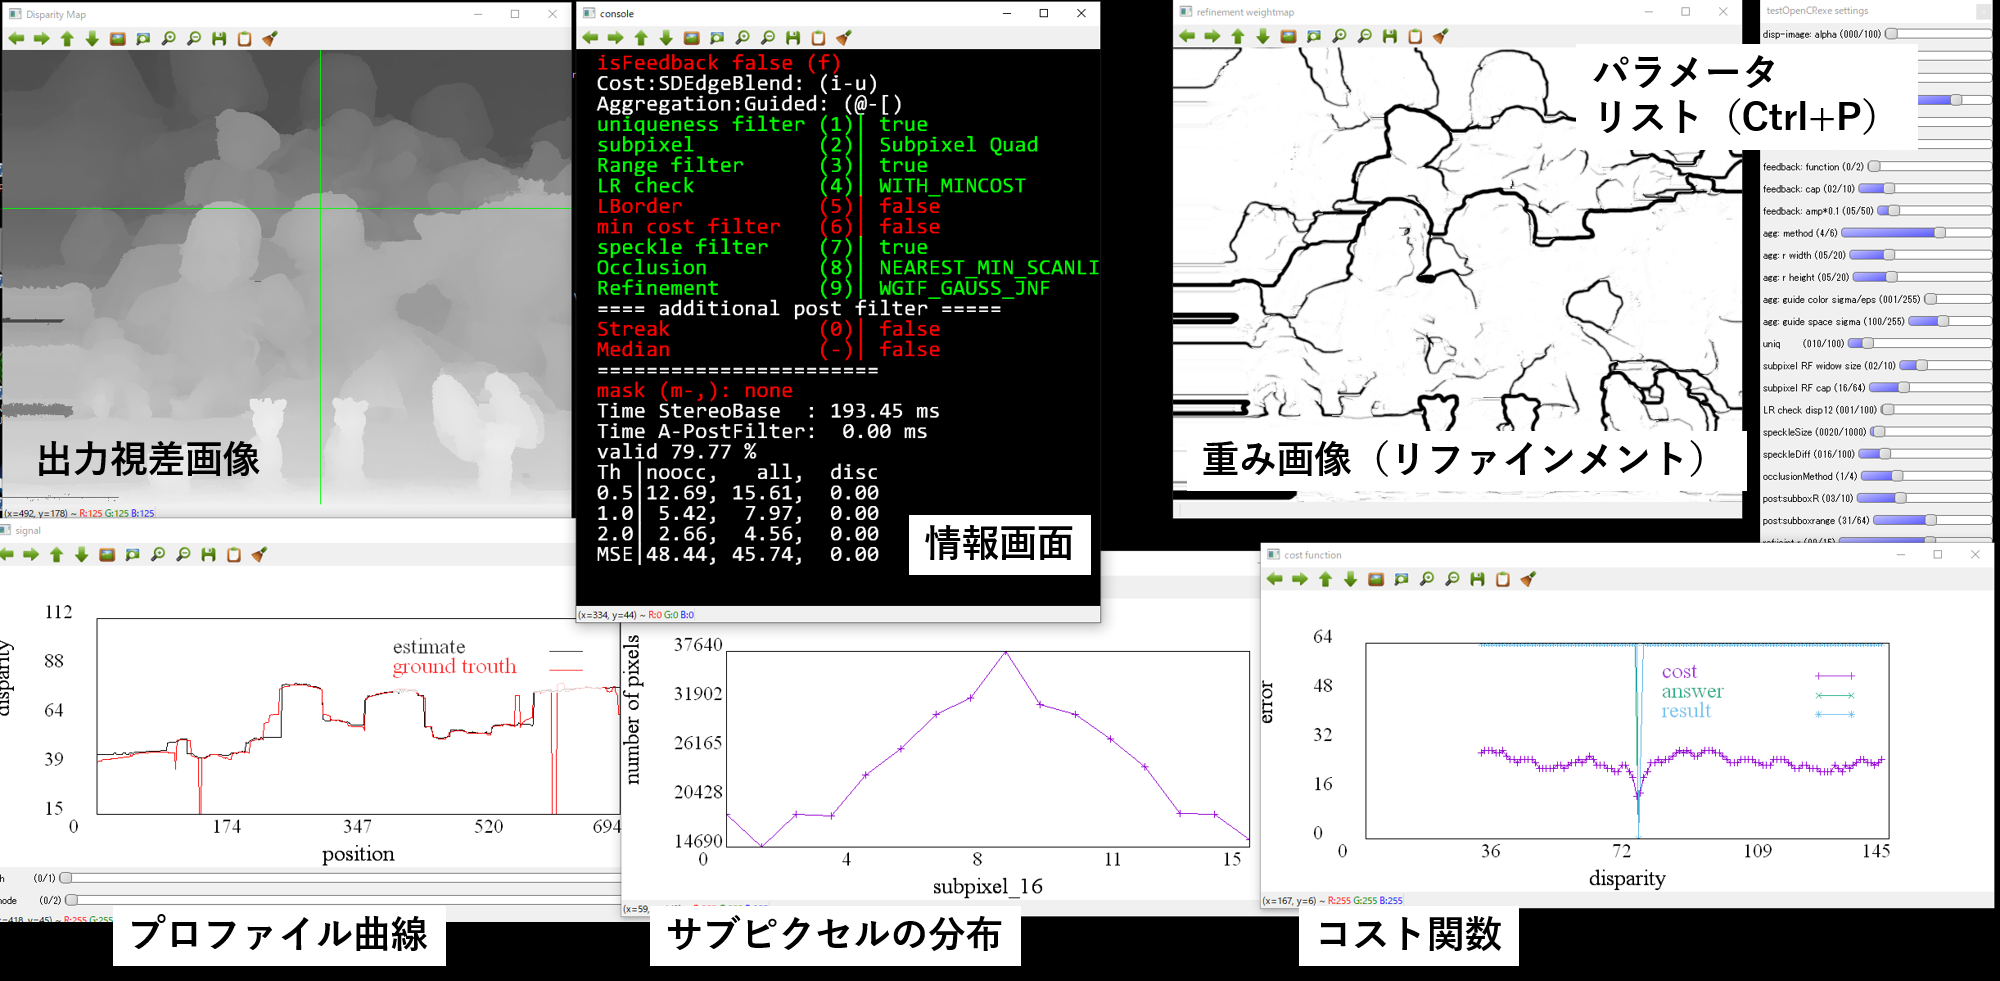 Disparity Map
出力視差画像
(x=492, y=178) ~ R:125 G:125 B:125
console
isFeedback false (f)
Cost:SDEdgeBlend: (i-u)
Aggregation:Guided: (@-[)
uniqueness filter (1)| true
subpixel (2)| Subpixel Quad
Range filter (3)| true
LR check (4)| WITH_MINCOST
LBorder (5)| false
min cost filter (6)| false
speckle filter (7)| true
Occlusion (8)| NEAREST_MIN_SCANLI
Refinement (9)| WGIF_GAUSS_JNF
==== additional post filter =====
Streak (0)| false
Median (-)| false
=======================
mask (m-,): none
Time StereoBase : 193.45 ms
Time A-PostFilter: 0.00 ms
valid 79.77 %
Th |noocc, all, disc
0.5|12.69, 15.61, 0.00
1.0| 5.42, 7.97, 0.00
2.0| 2.66, 4.56, 0.00
MSE|48.44, 45.74, 0.00
情報画面
(x=334, y=44) ~ R:0 G:0 B:0
refinement weightmap
重み画像（リファインメント）
パラメータ
リスト（Ctrl+P）
testOpenCRexe settings
disp-image: alpha (000/100)
feedback: function (0/2)
feedback: cap (02/10)
feedback: amp*0.1 (05/50)
agg: method (4/6)
agg: r width (05/20)
agg: r height (05/20)
agg: guide color sigma/eps (001/255)
agg: guide space sigma (100/255)
uniq (010/100)
subpixel RF widow size (02/10)
subpixel RF cap (16/64)
LR check disp12 (001/100)
speckleSize (0020/1000)
speckleDiff (016/100)
occlusionMethod (1/4)
post:subboxR (03/10)
post:subboxrange (31/64)
signal
112
88
64
39
15
disparity
estimate
ground trouth
0
174
347
520
694
position
(0/1)
(0/2)
プロファイル曲線
number of pixels
37640
31902
26165
20428
14690
0
4
8
11
15
subpixel_16
(x=59,
サブピクセルの分布
cost function
error
64
48
32
16
0
cost
answer
result
0
36
72
109
145
disparity
(x=167, y=6) ~ R:255 G:255 B:255
コスト関数